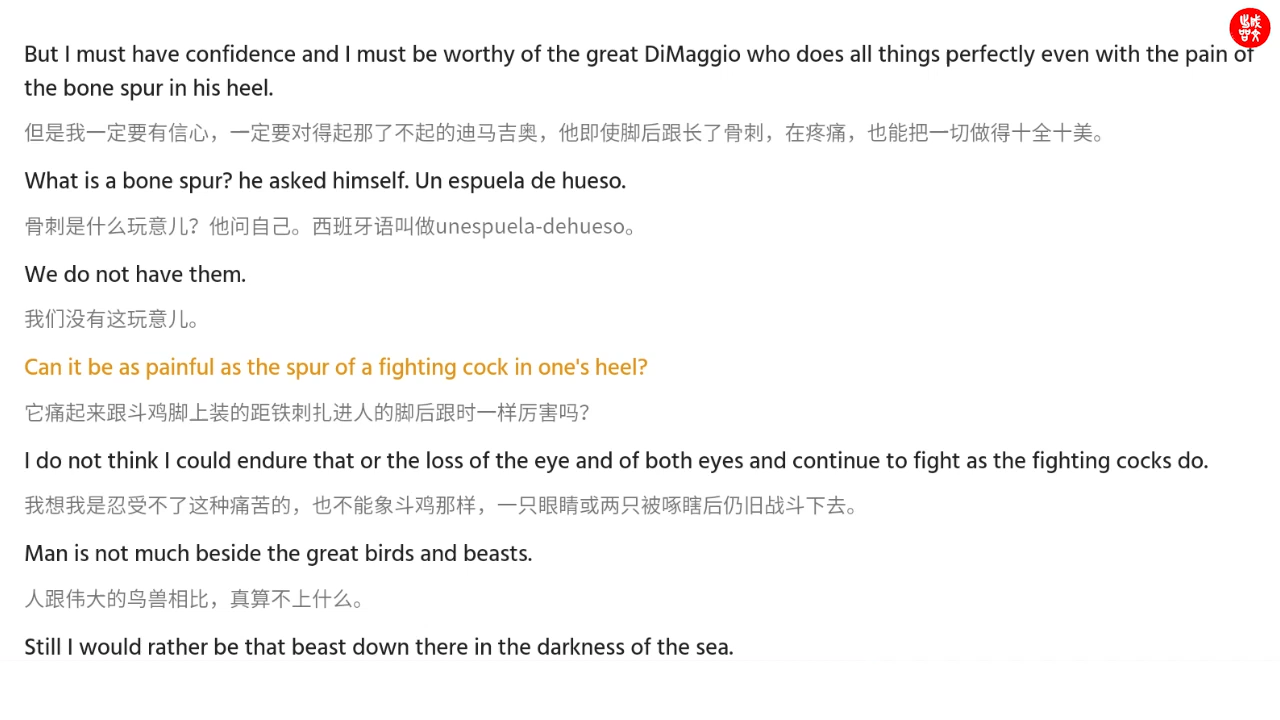 But I must have confidence and I must be worthy of the great DiMaggio who does all things perfectly even with the pain of
the bone spur in his heel.
但是我一定要有信心，一定要对得起那了不起的迪马吉奥，他即使脚后跟长了骨刺，在疼痛，也能把一切做得十全十美。
What is a bone spur? he asked himself. Un espuela de hueso.
骨刺是什么玩意儿？他问自己。西班牙语叫做unespuela-dehueso。
We do not have them.
我们没有这玩意儿。
Can it be as painful as the spur of a fighting cock in one's heel?
它痛起来跟斗鸡脚上装的距铁刺扎进人的脚后跟时一样厉害吗？
I do not think I could endure that or the loss of the eye and of both eyes and continue to fight as the fighting cocks do.
我想我是忍受不了这种痛苦的，也不能象斗鸡那样，一只眼睛或两只被啄瞎后仍旧战斗下去。
Man is not much beside the great birds and beasts.
人跟伟大的鸟兽相比，真算不上什么。
Still I would rather be that beast down there in the darkness of the sea.